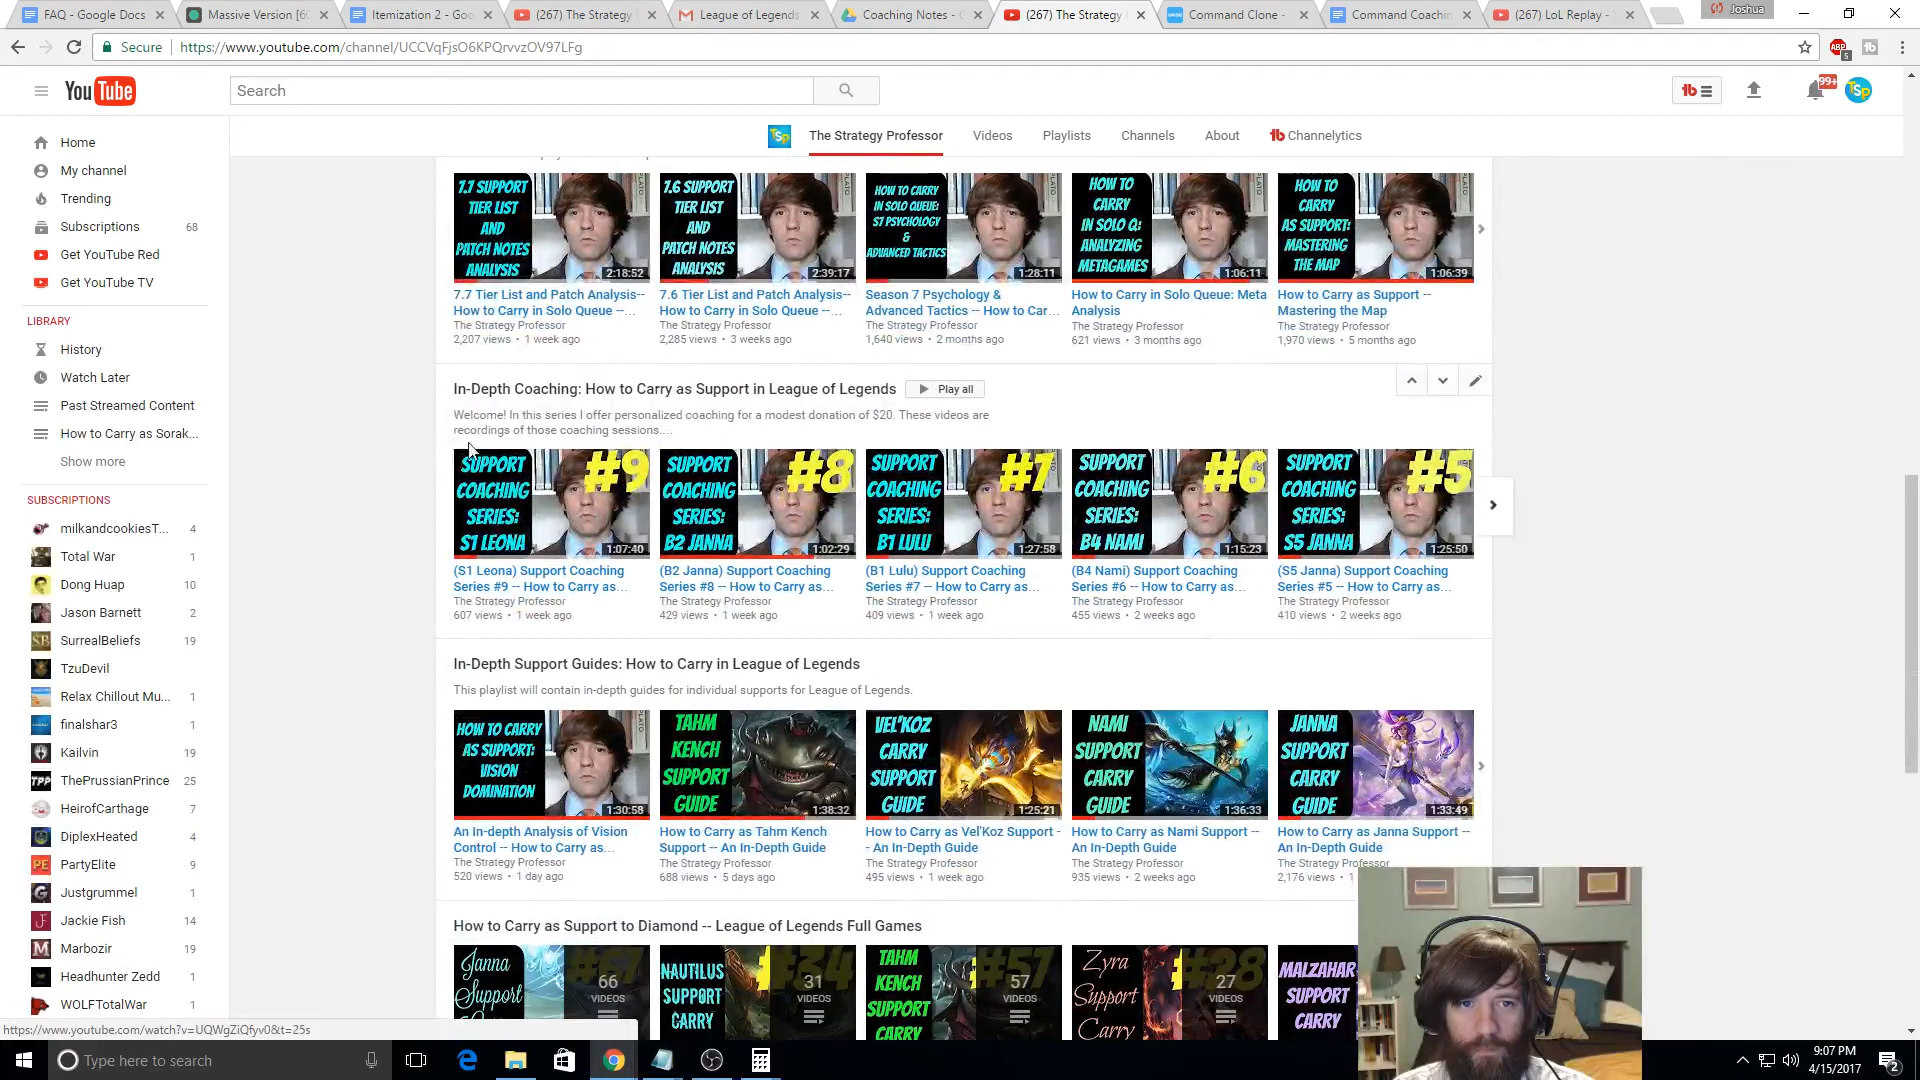 FAQ - Google Docs
Massive Version [60
Itemization 2 - Goo
(267) The Strategy
League of Legends
Coaching Notes - G
(267) The Strategy
Command Clone -
Command Coachin
(267) LoL Replay -
Joshua
Secure
https://www.youtube.com/channel/UCCVqFjsO6KPQrvvzOV97LFg
ABP
5
tb
YouTube
Search
tb
99+
TSp
TSp
The Strategy Professor
Videos
Playlists
Channels
About
tb Channelytics
Home
My channel
Trending
Subscriptions
68
Get YouTube Red
Get YouTube TV
LIBRARY
History
Watch Later
Past Streamed Content
How to Carry as Sorak...
Show more
SUBSCRIPTIONS
milkandcookiesT...
4
Total War
1
Dong Huap
10
Jason Barnett
2
SurrealBeliefs
19
TzuDevil
Relax Chillout Mu...
1
finalshar3
1
Kailvin
19
ThePrussianPrince
25
HeirofCarthage
7
DiplexHeated
4
PartyElite
9
Justgrummel
1
Jackie Fish
14
Marbozir
19
Headhunter Zedd
1
WOLFTotalWar
1
7.7 SUPPORT
TIER LIST
AND
PATCH NOTES
ANALYSIS
PLATO
2:18:52
7.7 Tier List and Patch Analysis--
How to Carry in Solo Queue --...
The Strategy Professor
2,207 views • 1 week ago
7.6 SUPPORT
TIER LIST
AND
PATCH NOTES
ANALYSIS
PLATO
2:39:17
7.6 Tier List and Patch Analysis--
How to Carry in Solo Queue --...
The Strategy Professor
2,285 views • 3 weeks ago
HOW TO CARRY
IN SOLO QUEUE:
S7 PSYCHOLOGY
&
ADVANCED TACTICS
PLATO
1:28:11
Season 7 Psychology &
Advanced Tactics -- How to Car...
The Strategy Professor
1,640 views • 2 months ago
HOW TO
CARRY
IN SOLO Q:
ANALYZING
METAGAMES
PLATO
1:06:11
How to Carry in Solo Queue: Meta
Analysis
The Strategy Professor
621 views • 3 months ago
HOW TO
CARRY
AS SUPPORT:
MASTERING
THE MAP
PLATO
1:06:39
How to Carry as Support --
Mastering the Map
The Strategy Professor
1,970 views • 5 months ago
In-Depth Coaching: How to Carry as Support in League of Legends
Play all
Welcome! In this series I offer personalized coaching for a modest donation of $20. These videos are
recordings of those coaching sessions....
SUPPORT
COACHING
SERIES:
S1 LEONA
#9
1:07:40
(S1 Leona) Support Coaching
Series #9 -- How to Carry as...
The Strategy Professor
607 views • 1 week ago
SUPPORT
COACHING
SERIES:
B2 JANNA
#8
1:02:29
(B2 Janna) Support Coaching
Series #8 -- How to Carry as...
The Strategy Professor
429 views • 1 week ago
SUPPORT
COACHING
SERIES:
B1 LULU
#7
1:27:58
(B1 Lulu) Support Coaching
Series #7 -- How to Carry as...
The Strategy Professor
409 views • 1 week ago
SUPPORT
COACHING
SERIES:
B4 NAMI
#6
1:15:23
(B4 Nami) Support Coaching
Series #6 -- How to Carry as...
The Strategy Professor
455 views • 2 weeks ago
SUPPORT
COACHING
SERIES:
S5 JANNA
#5
1:25:50
(S5 Janna) Support Coaching
Series #5 -- How to Carry as...
The Strategy Professor
410 views • 2 weeks ago
In-Depth Support Guides: How to Carry in League of Legends
This playlist will contain in-depth guides for individual supports for League of Legends.
HOW TO CARRY
AS SUPPORT:
VISION
DOMINATION
PLATO
1:30:58
An In-depth Analysis of Vision
Control -- How to Carry as...
The Strategy Professor
520 views • 1 day ago
TAHM
KENCH
SUPPORT
GUIDE
1:38:32
How to Carry as Tahm Kench
Support -- An In-Depth Guide
The Strategy Professor
688 views • 5 days ago
VEL'KOZ
CARRY
SUPPORT
GUIDE
1:25:21
How to Carry as Vel'Koz Support -
- An In-Depth Guide
The Strategy Professor
495 views • 1 week ago
NAMI
SUPPORT
CARRY
GUIDE
1:36:33
How to Carry as Nami Support --
An In-Depth Guide
The Strategy Professor
935 views • 2 weeks ago
JANNA
SUPPORT
CARRY
GUIDE
1:33:49
How to Carry as Janna Support --
An In-Depth Guide
The Strategy Professor
2,176 views • 1
How to Carry as Support to Diamond -- League of Legends Full Games
Janna
Support
66
VIDEOS
NAUTILUS
SUPPORT
CARRY
#34
31
VIDEOS
TAHM
KENCH
SUPPORT
CARRY
#57
57
VIDEOS
Zyra
Support
Carry
#28
27
VIDEOS
MALZAHAR
SUPPORT
CARRY
https://www.youtube.com/watch?v=UQWgZiQfyv0&t=25s
Type here to search
9:07 PM
4/15/2017
2